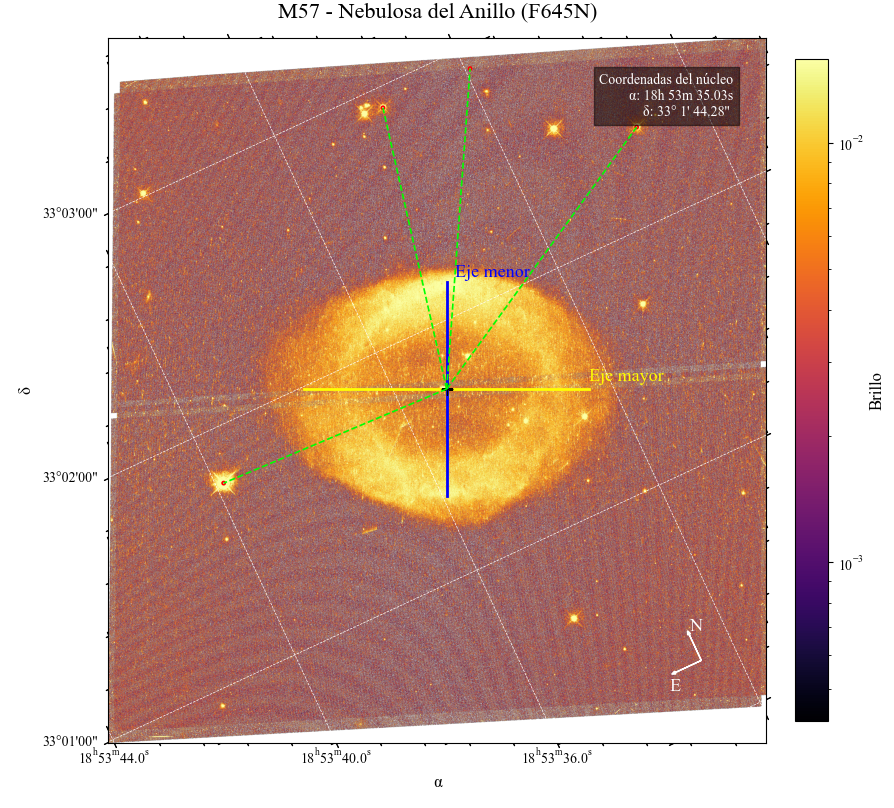 M57 - Nebulosa del Anillo (F645N)
Coordenadas del núcleo
α: 18h 53m 35.03s
δ: 33° 1' 44.28"
10⁻²
33°03'00"
Eje menor
Eje mayor
δ
Brillo
33°02'00"
10⁻³
N
E
33°01'00"
18ʰ53ᵐ44.0ˢ 18ʰ53ᵐ40.0ˢ 18ʰ53ᵐ36.0ˢ
α